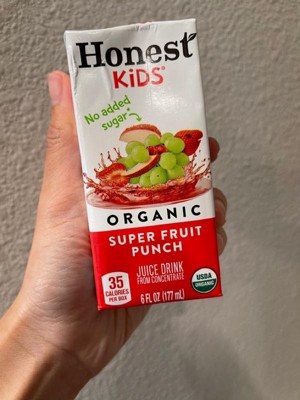 Honest
KiDS®
No added
sugar*
ORGANIC
SUPER FRUIT
PUNCH
35
CALORIES
PER BOX
JUICE DRINK
FROM CONCENTRATE
6 FL OZ (177 mL)
USDA
ORGANIC